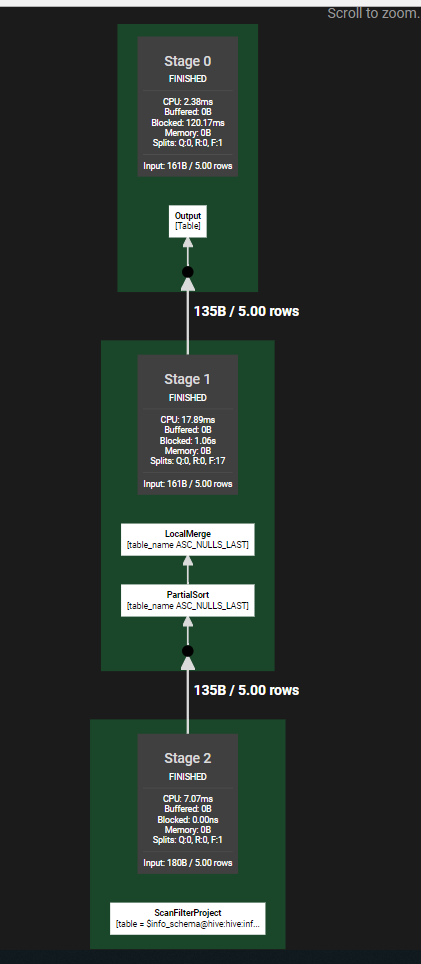 Scroll to zoom.
Stage 0
FINISHED
CPU: 2.38ms
Buffered: 0B
Blocked: 120.17ms
Memory: 0B
Splits: Q:0, R:0, F:1
Input: 161B / 5.00 rows
Output
[Table]
135B / 5.00 rows
Stage 1
FINISHED
CPU: 17.89ms
Buffered: 0B
Blocked: 1.06s
Memory: 0B
Splits: Q:0, R:0, F:17
Input: 161B / 5.00 rows
LocalMerge
[table_name ASC_NULLS_LAST]
PartialSort
[table_name ASC_NULLS_LAST]
135B / 5.00 rows
Stage 2
FINISHED
CPU: 7.07ms
Buffered: 0B
Blocked: 0.00ns
Memory: 0B
Splits: Q:0, R:0, F:1
Input: 180B / 5.00 rows
ScanFilterProject
[table = $info_schema@hive:hive:inf...